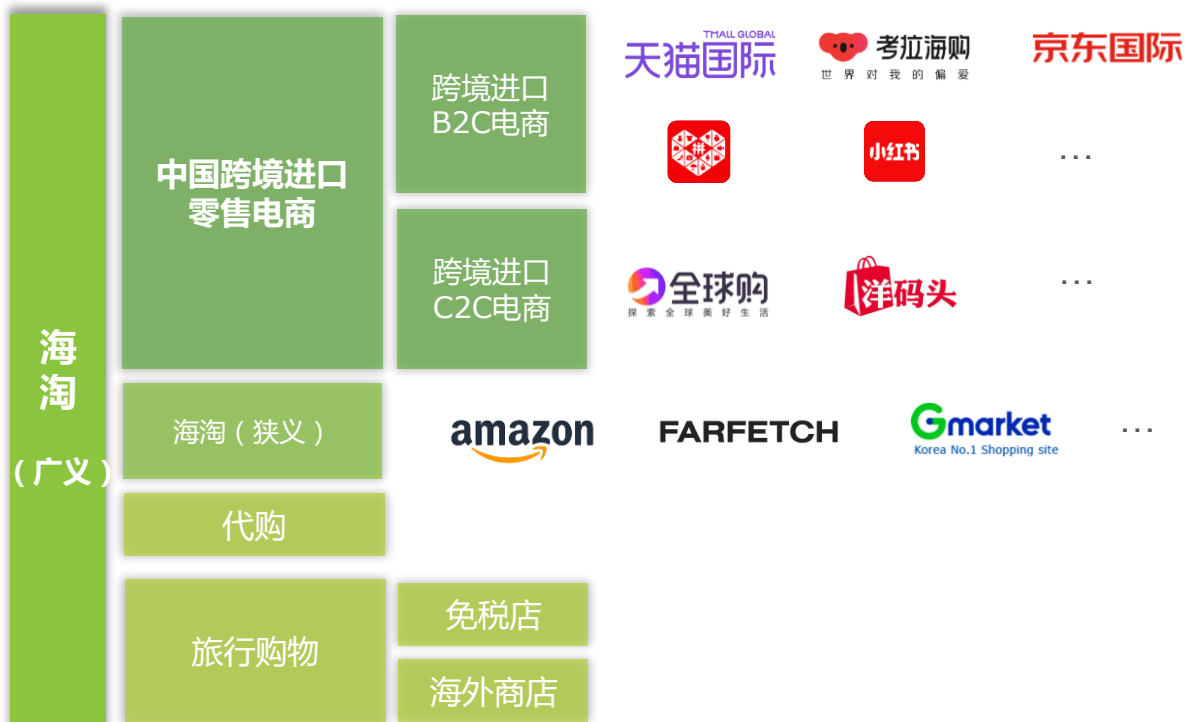 海
淘
（广义）
中国跨境进口
零售电商
跨境进口
B2C电商
TMALL GLOBAL
天猫国际
考拉海购
世界对我的偏爱
京东国际
拼
小红书
...
跨境进口
C2C电商
全球购
探索全球美好生活
洋码头
...
海淘（狭义）
amazon
FARFETCH
Gmarket
Korea No.1 Shopping site
...
代购
旅行购物
免税店
海外商店